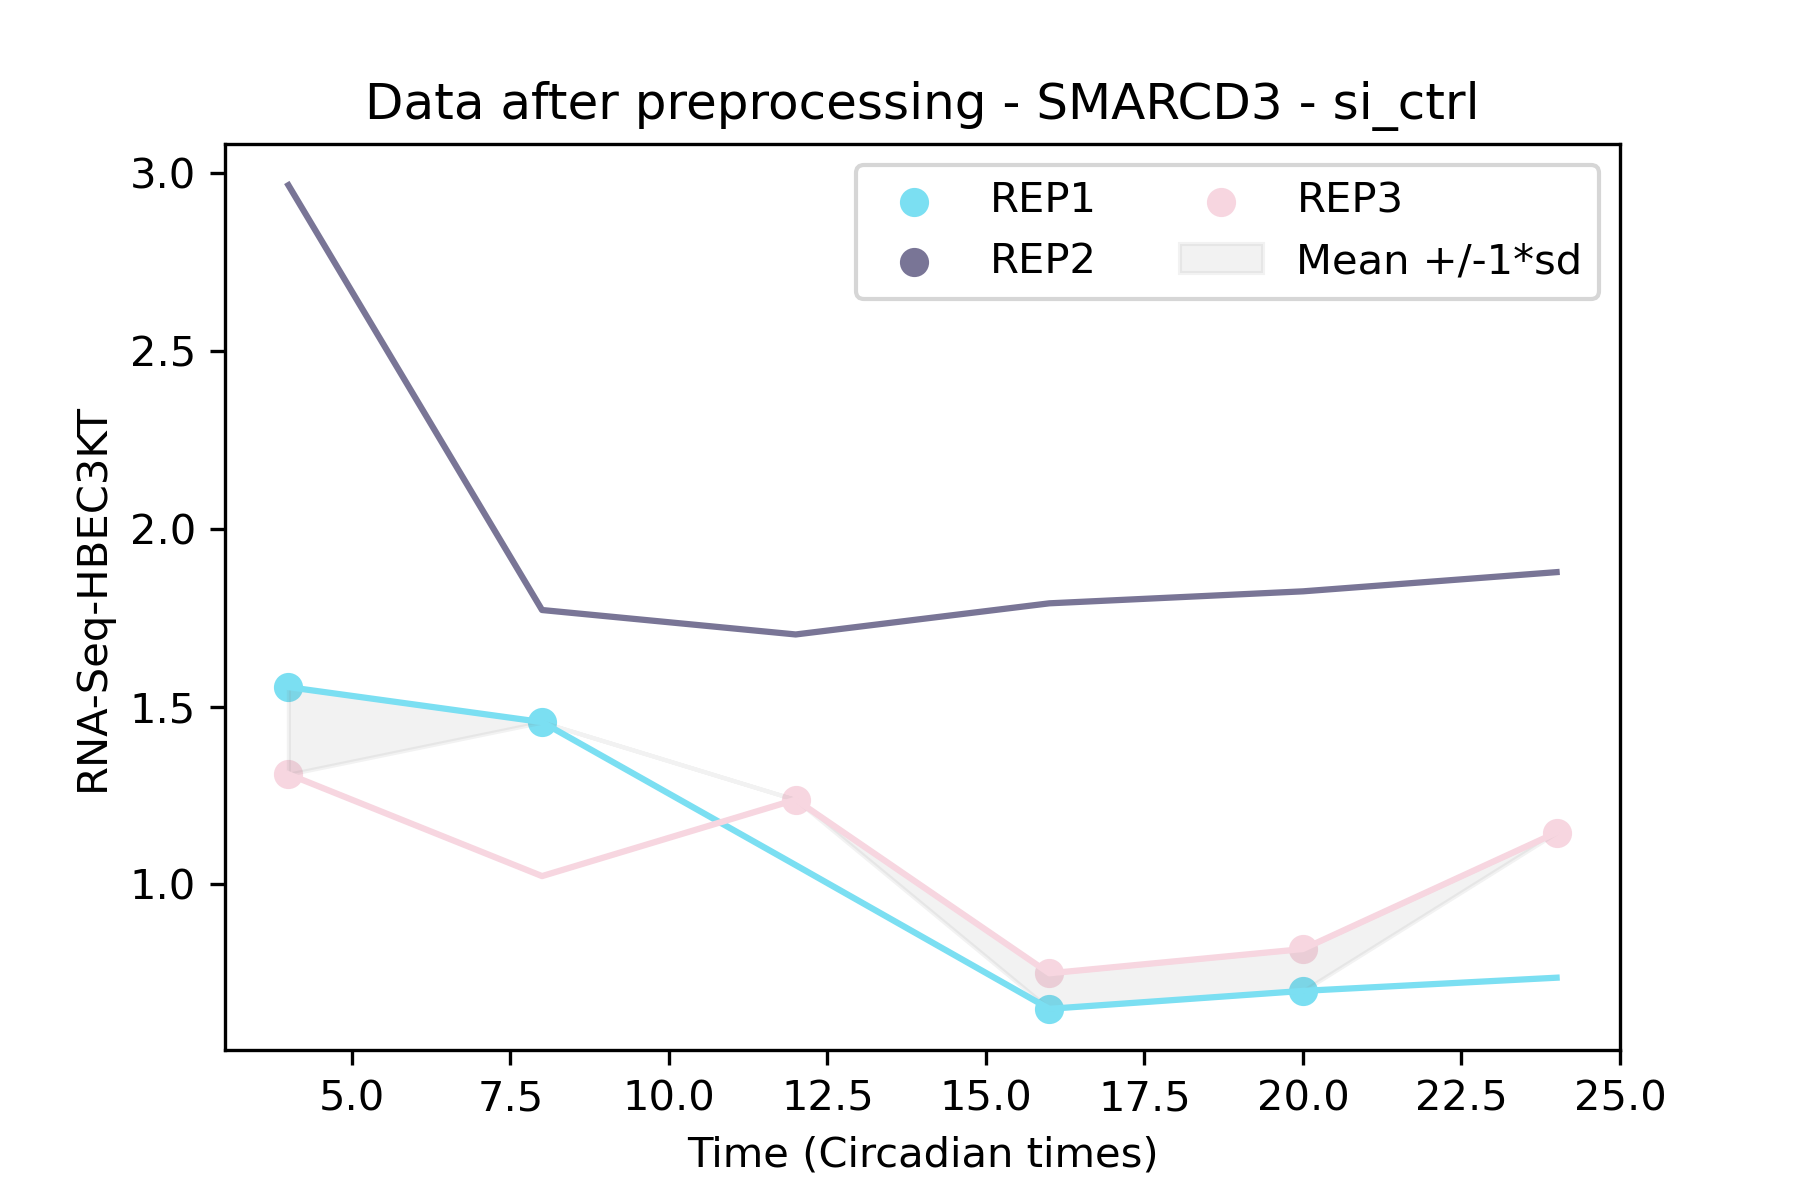 Data after preprocessing - SMARCD3 - si_ctrl
REP1
REP2
REP3
Mean +/-1*sd
RNA-Seq-HBEC3KT
3.0
2.5
2.0
1.5
1.0
5.0 7.5 10.0 12.5 15.0 17.5 20.0 22.5 25.0
Time (Circadian times)